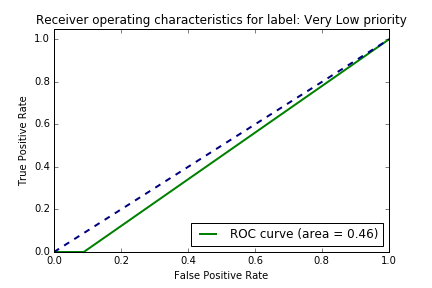 Receiver operating characteristics for label: Very Low priority
True Positive Rate
1.0
0.8
0.6
0.4
0.2
0.0
ROC curve (area = 0.46)
0.0 0.2 0.4 0.6 0.8 1.0
False Positive Rate